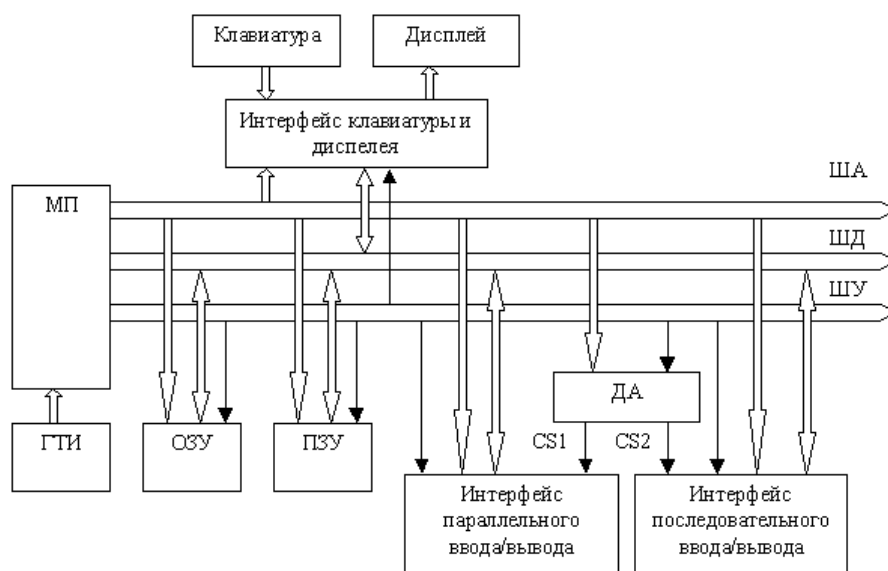 Клавиатура
Дисплей
Интерфейс клавиатуры и
диспелея
ША
МП
ШД
ШУ
ДА
ГТИ
ОЗУ
ПЗУ
CS1
CS2
Интерфейс
параллельного
ввода/вывода
Интерфейс
последовательного
ввода/вывода